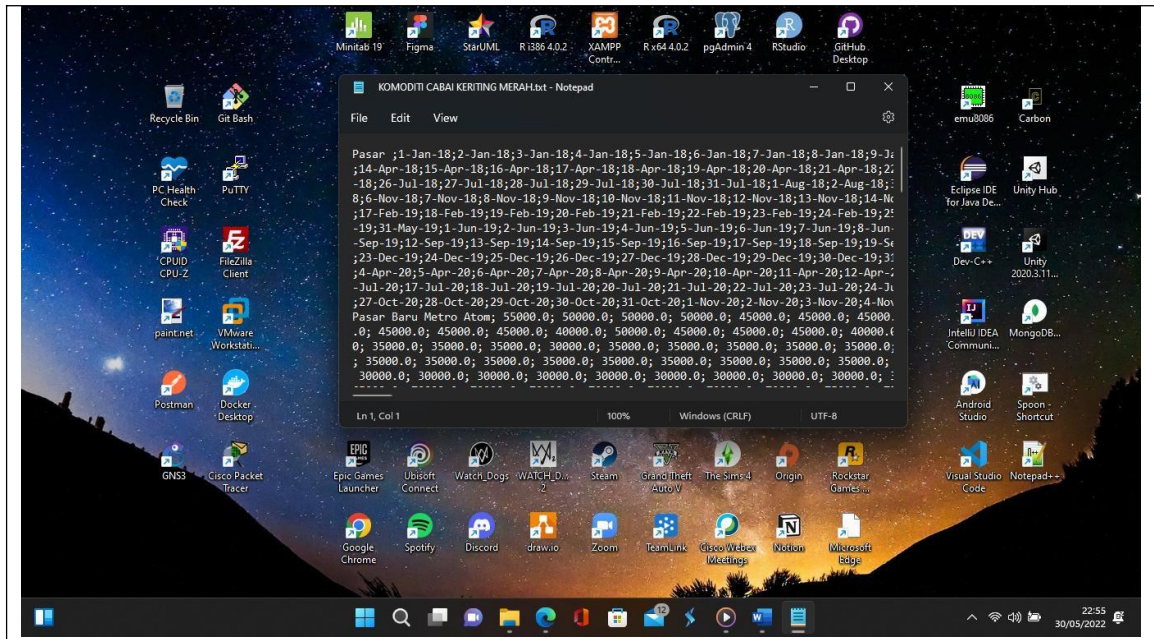 Minitab 19
Figma
StarUML
R i386 4.0.2
XAMPP
Contr...
R x64 4.0.2
pgAdmin 4
RStudio
GitHub
Desktop
Recycle Bin
Git Bash
PC Health
Check
PuTTY
CPUID
CPU-Z
FileZilla
Client
paint.net
VMware
Workstati...
Postman
Docker
Desktop
GNS3
Cisco Packet
Tracer
KOMODITI CABAI KERITING MERAH.txt - Notepad
File Edit View
Pasar ;1-Jan-18;2-Jan-18;3-Jan-18;4-Jan-18;5-Jan-18;6-Jan-18;7-Jan-18;8-Jan-18;9-Ja
;14-Apr-18;15-Apr-18;16-Apr-18;17-Apr-18;18-Apr-18;19-Apr-18;20-Apr-18;21-Apr-18;22
-18;26-Jul-18;27-Jul-18;28-Jul-18;29-Jul-18;30-Jul-18;31-Jul-18;1-Aug-18;2-Aug-18;
8;6-Nov-18;7-Nov-18;8-Nov-18;9-Nov-18;10-Nov-18;11-Nov-18;12-Nov-18;13-Nov-18;14-No
;17-Feb-19;18-Feb-19;19-Feb-19;20-Feb-19;21-Feb-19;22-Feb-19;23-Feb-19;24-Feb-19;25
-19;31-May-19;1-Jun-19;2-Jun-19;3-Jun-19;4-Jun-19;5-Jun-19;6-Jun-19;7-Jun-19;8-Jun-
-Sep-19;12-Sep-19;13-Sep-19;14-Sep-19;15-Sep-19;16-Sep-19;17-Sep-19;18-Sep-19;19-Se
;23-Dec-19;24-Dec-19;25-Dec-19;26-Dec-19;27-Dec-19;28-Dec-19;29-Dec-19;30-Dec-19;31
;4-Apr-20;5-Apr-20;6-Apr-20;7-Apr-20;8-Apr-20;9-Apr-20;10-Apr-20;11-Apr-20;12-Apr-2
-Jul-20;17-Jul-20;18-Jul-20;19-Jul-20;20-Jul-20;21-Jul-20;22-Jul-20;23-Jul-20;24-Ju
;27-Oct-20;28-Oct-20;29-Oct-20;30-Oct-20;31-Oct-20;1-Nov-20;2-Nov-20;3-Nov-20;4-Nov
Pasar Baru Metro Atom; 55000.0; 50000.0; 50000.0; 50000.0; 45000.0; 45000.0; 45000.
.0; 45000.0; 45000.0; 45000.0; 40000.0; 50000.0; 45000.0; 45000.0; 45000.0; 40000.0
0; 35000.0; 35000.0; 35000.0; 35000.0; 35000.0; 35000.0; 35000.0; 35000.0; 35000.0;
; 35000.0; 35000.0; 35000.0; 35000.0; 35000.0; 35000.0; 35000.0; 35000.0; 35000.0;
30000.0; 30000.0; 30000.0; 30000.0; 30000.0; 30000.0; 30000.0; 30000.0; 30000.0;
Ln 1, Col 1 100% Windows (CRLF) UTF-8
emu8086
Carbon
Eclipse IDE
for Java De...
Unity Hub
Dev-C++
Unity
2020.3.11...
IntelliJ IDEA
Communi...
MongoDB...
Android
Studio
Spoon -
Shortcut
Visual Studio
Code
Notepad++
Epic Games
Launcher
Ubisoft
Connect
Watch_Dogs
WATCH_D...
2
Steam
Grand Theft
Auto V
The Sims 4
Origin
Rockstar
Games ...
Google
Chrome
Spotify
Discord
draw.io
Zoom
TeamLink
Cisco Webex
Meetings
Notion
Microsoft
Edge
12
22:55
30/05/2022